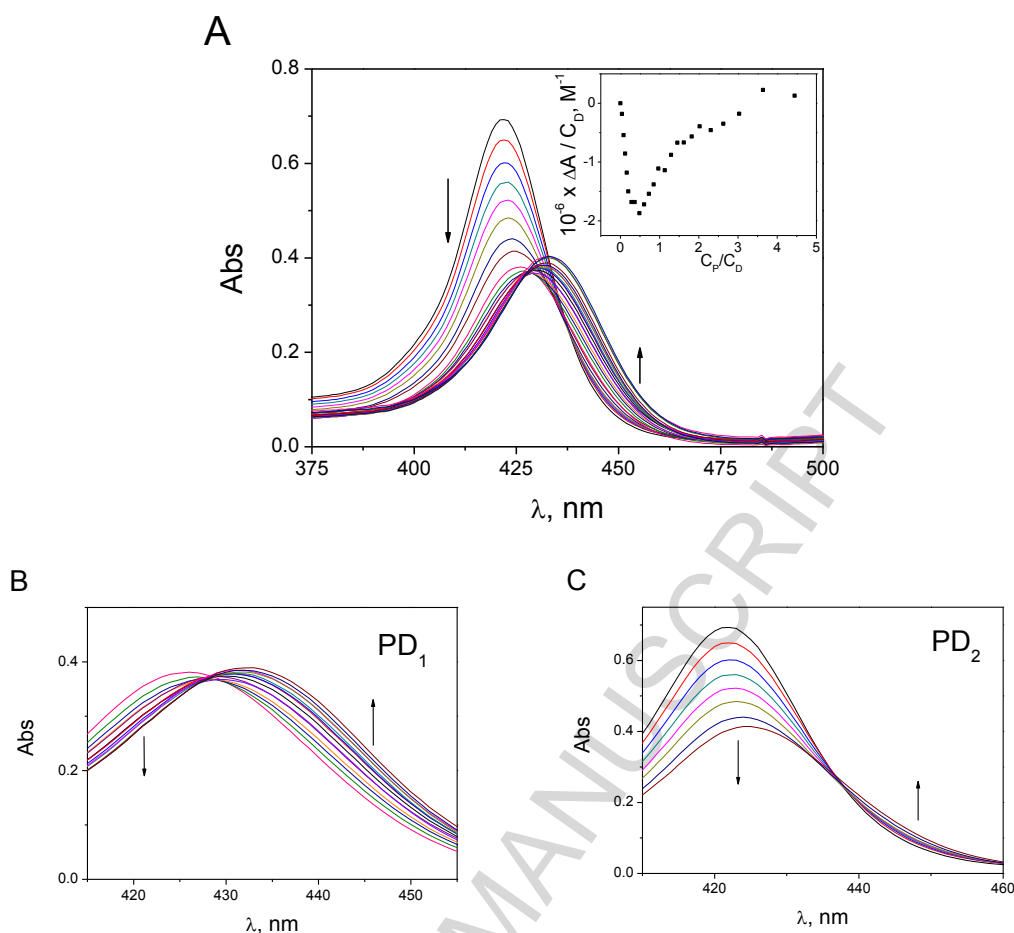 A
0.8
0.6
0.4
0.2
0.0
Abs
375 400 425 450 475 500
λ, nm
0
-1
-2
10⁻⁶ x ΔA / C_D, M⁻¹
0 1 2 3 4 5
C_P/C_D
B
PD₁
0.4
0.2
0.0
Abs
420 430 440 450
λ, nm
C
PD₂
0.6
0.4
0.2
0.0
Abs
420 440 460
λ, nm
MANUSCRIPT